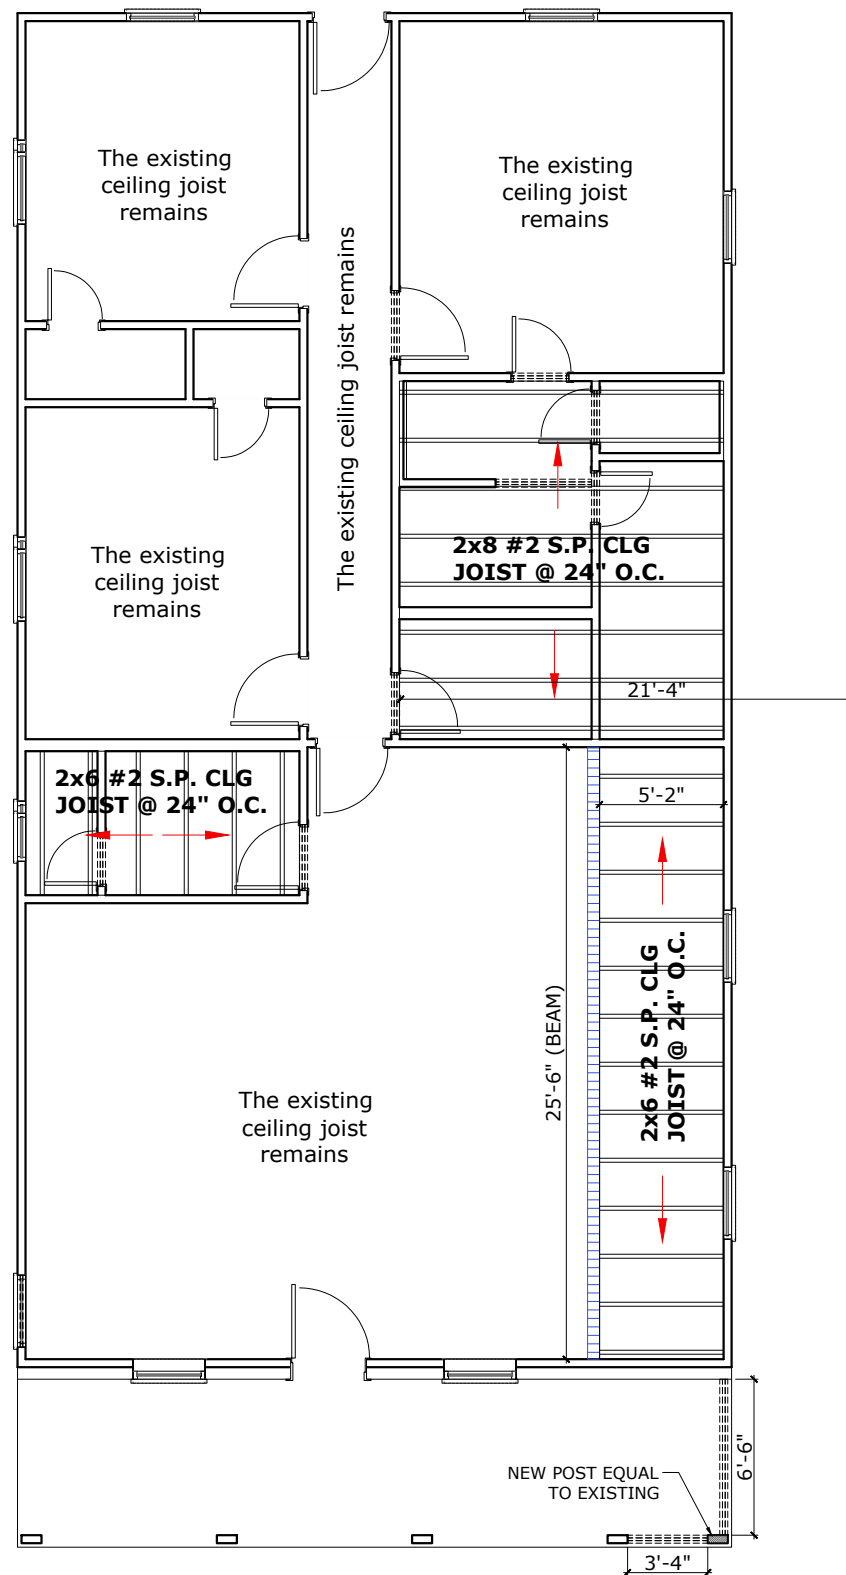 The existing
ceiling joist
remains
The existing
ceiling joist
remains
The existing ceiling joist remains
The existing
ceiling joist
remains
2x8 #2 S.P. CLG
JOIST @ 24" O.C.
21'-4"
2x6 #2 S.P. CLG
JOIST @ 24" O.C.
5'-2"
2x6 #2 S.P. CLG
JOIST @ 24" O.C.
25'-6" (BEAM)
The existing
ceiling joist
remains
6'-6"
NEW POST EQUAL
TO EXISTING
3'-4"